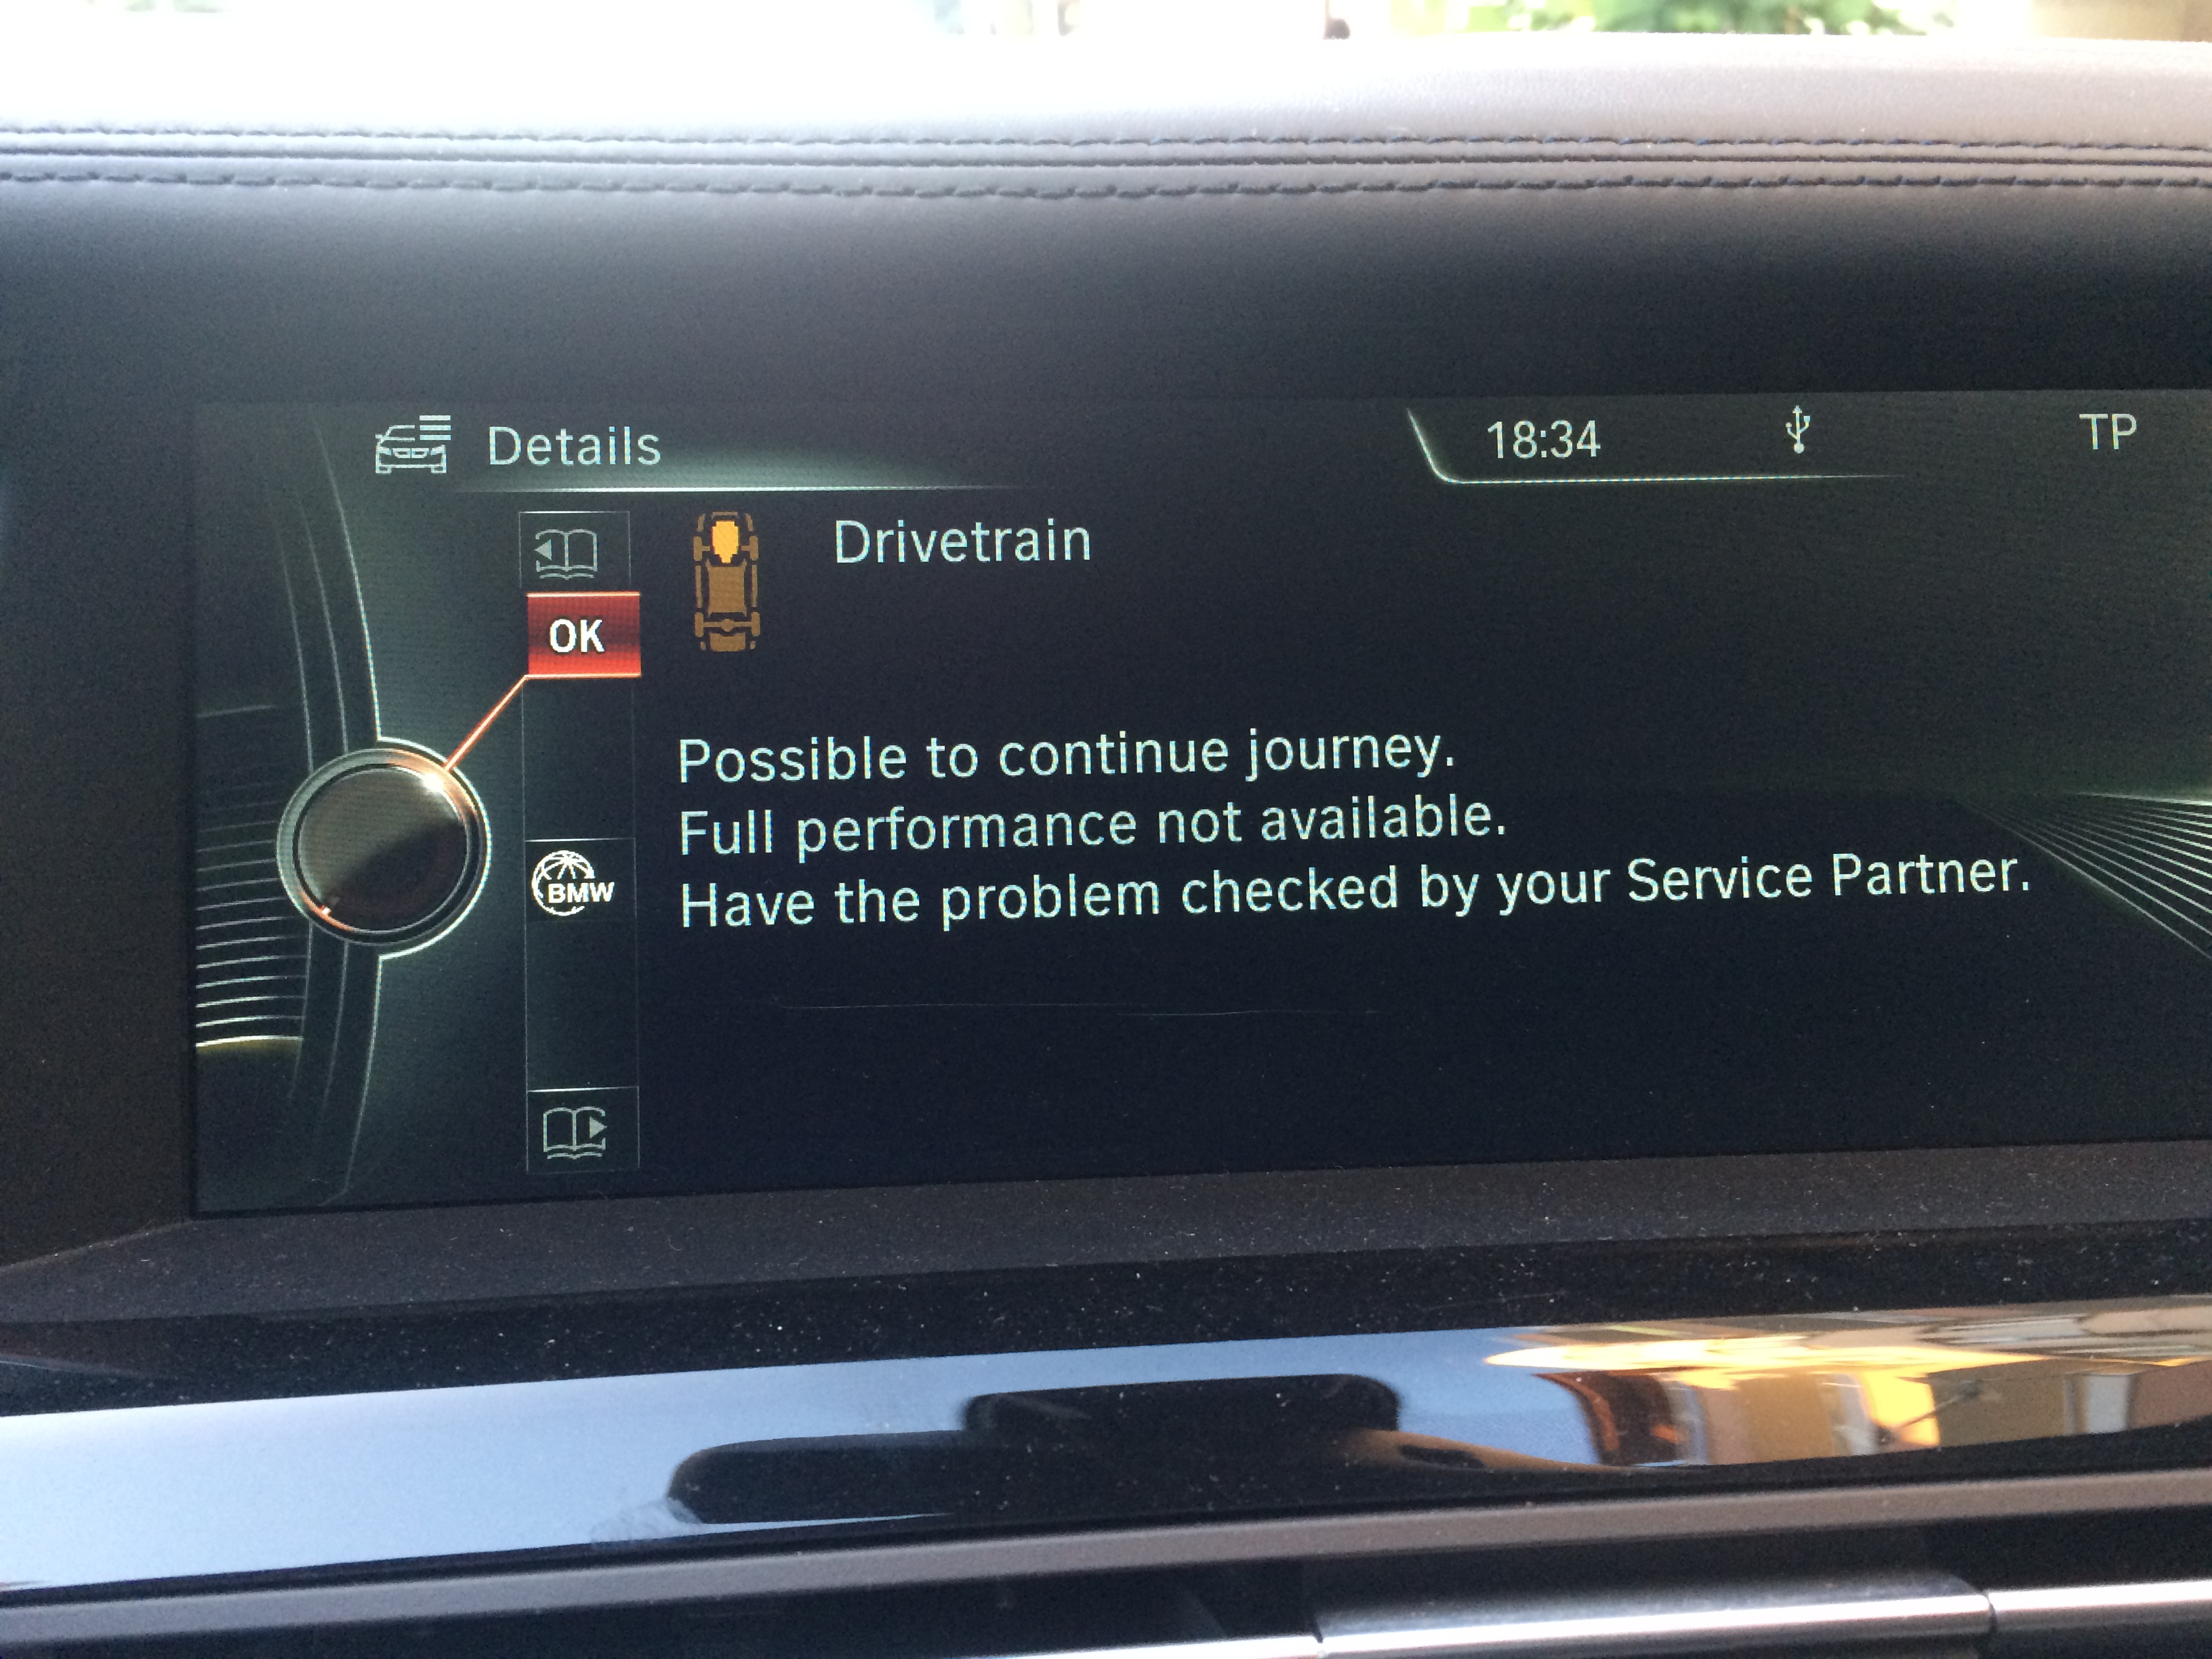 Details
18:34
TP
Drivetrain
OK
Possible to continue journey.
Full performance not available.
Have the problem checked by your Service Partner.
BMW